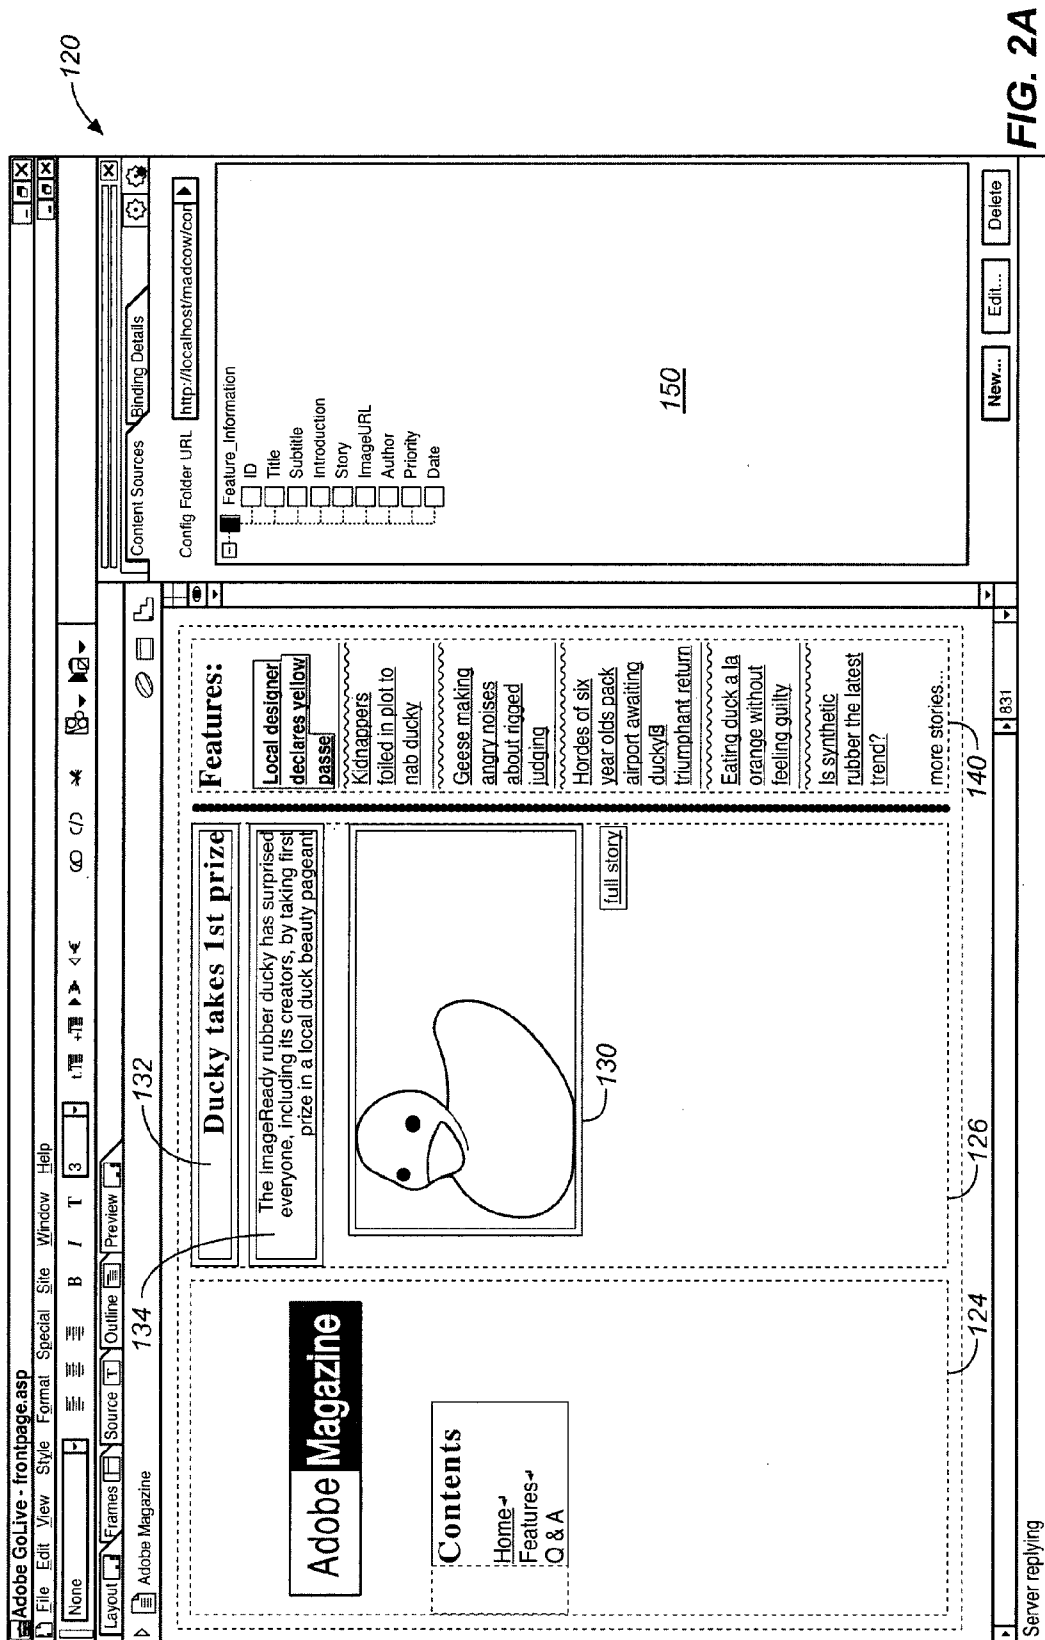 Adobe GoLive - frontpage.asp
File Edit View Style Format Special Site Window Help
None
B I T 3
Layout Frames Source Outline Preview
Adobe Magazine
Adobe Magazine
Contents
Home
Features
Q & A
Ducky takes 1st prize
The ImageReady rubber ducky has surprised
everyone, including its creators, by taking first
prize in a local duck beauty pageant
full story
Features:
Local designer
declares yellow
passe
Kidnappers
foiled in plot to
nab ducky
Geese making
angry noises
about rigged
judging
Hordes of six
year olds pack
airport awaiting
ducky's
triumphant return
Eating duck a la
orange without
feeling guilty
Is synthetic
rubber the latest
trend?
more stories...
831
Content Sources Binding Details
Config Folder URL http://localhost/madcow/con
Feature_Information
ID
Title
Subtitle
Introduction
Story
ImageURL
Author
Priority
Date
New... Edit... Delete
Server replying
120
132
134
130
124
126
140
150
FIG. 2A